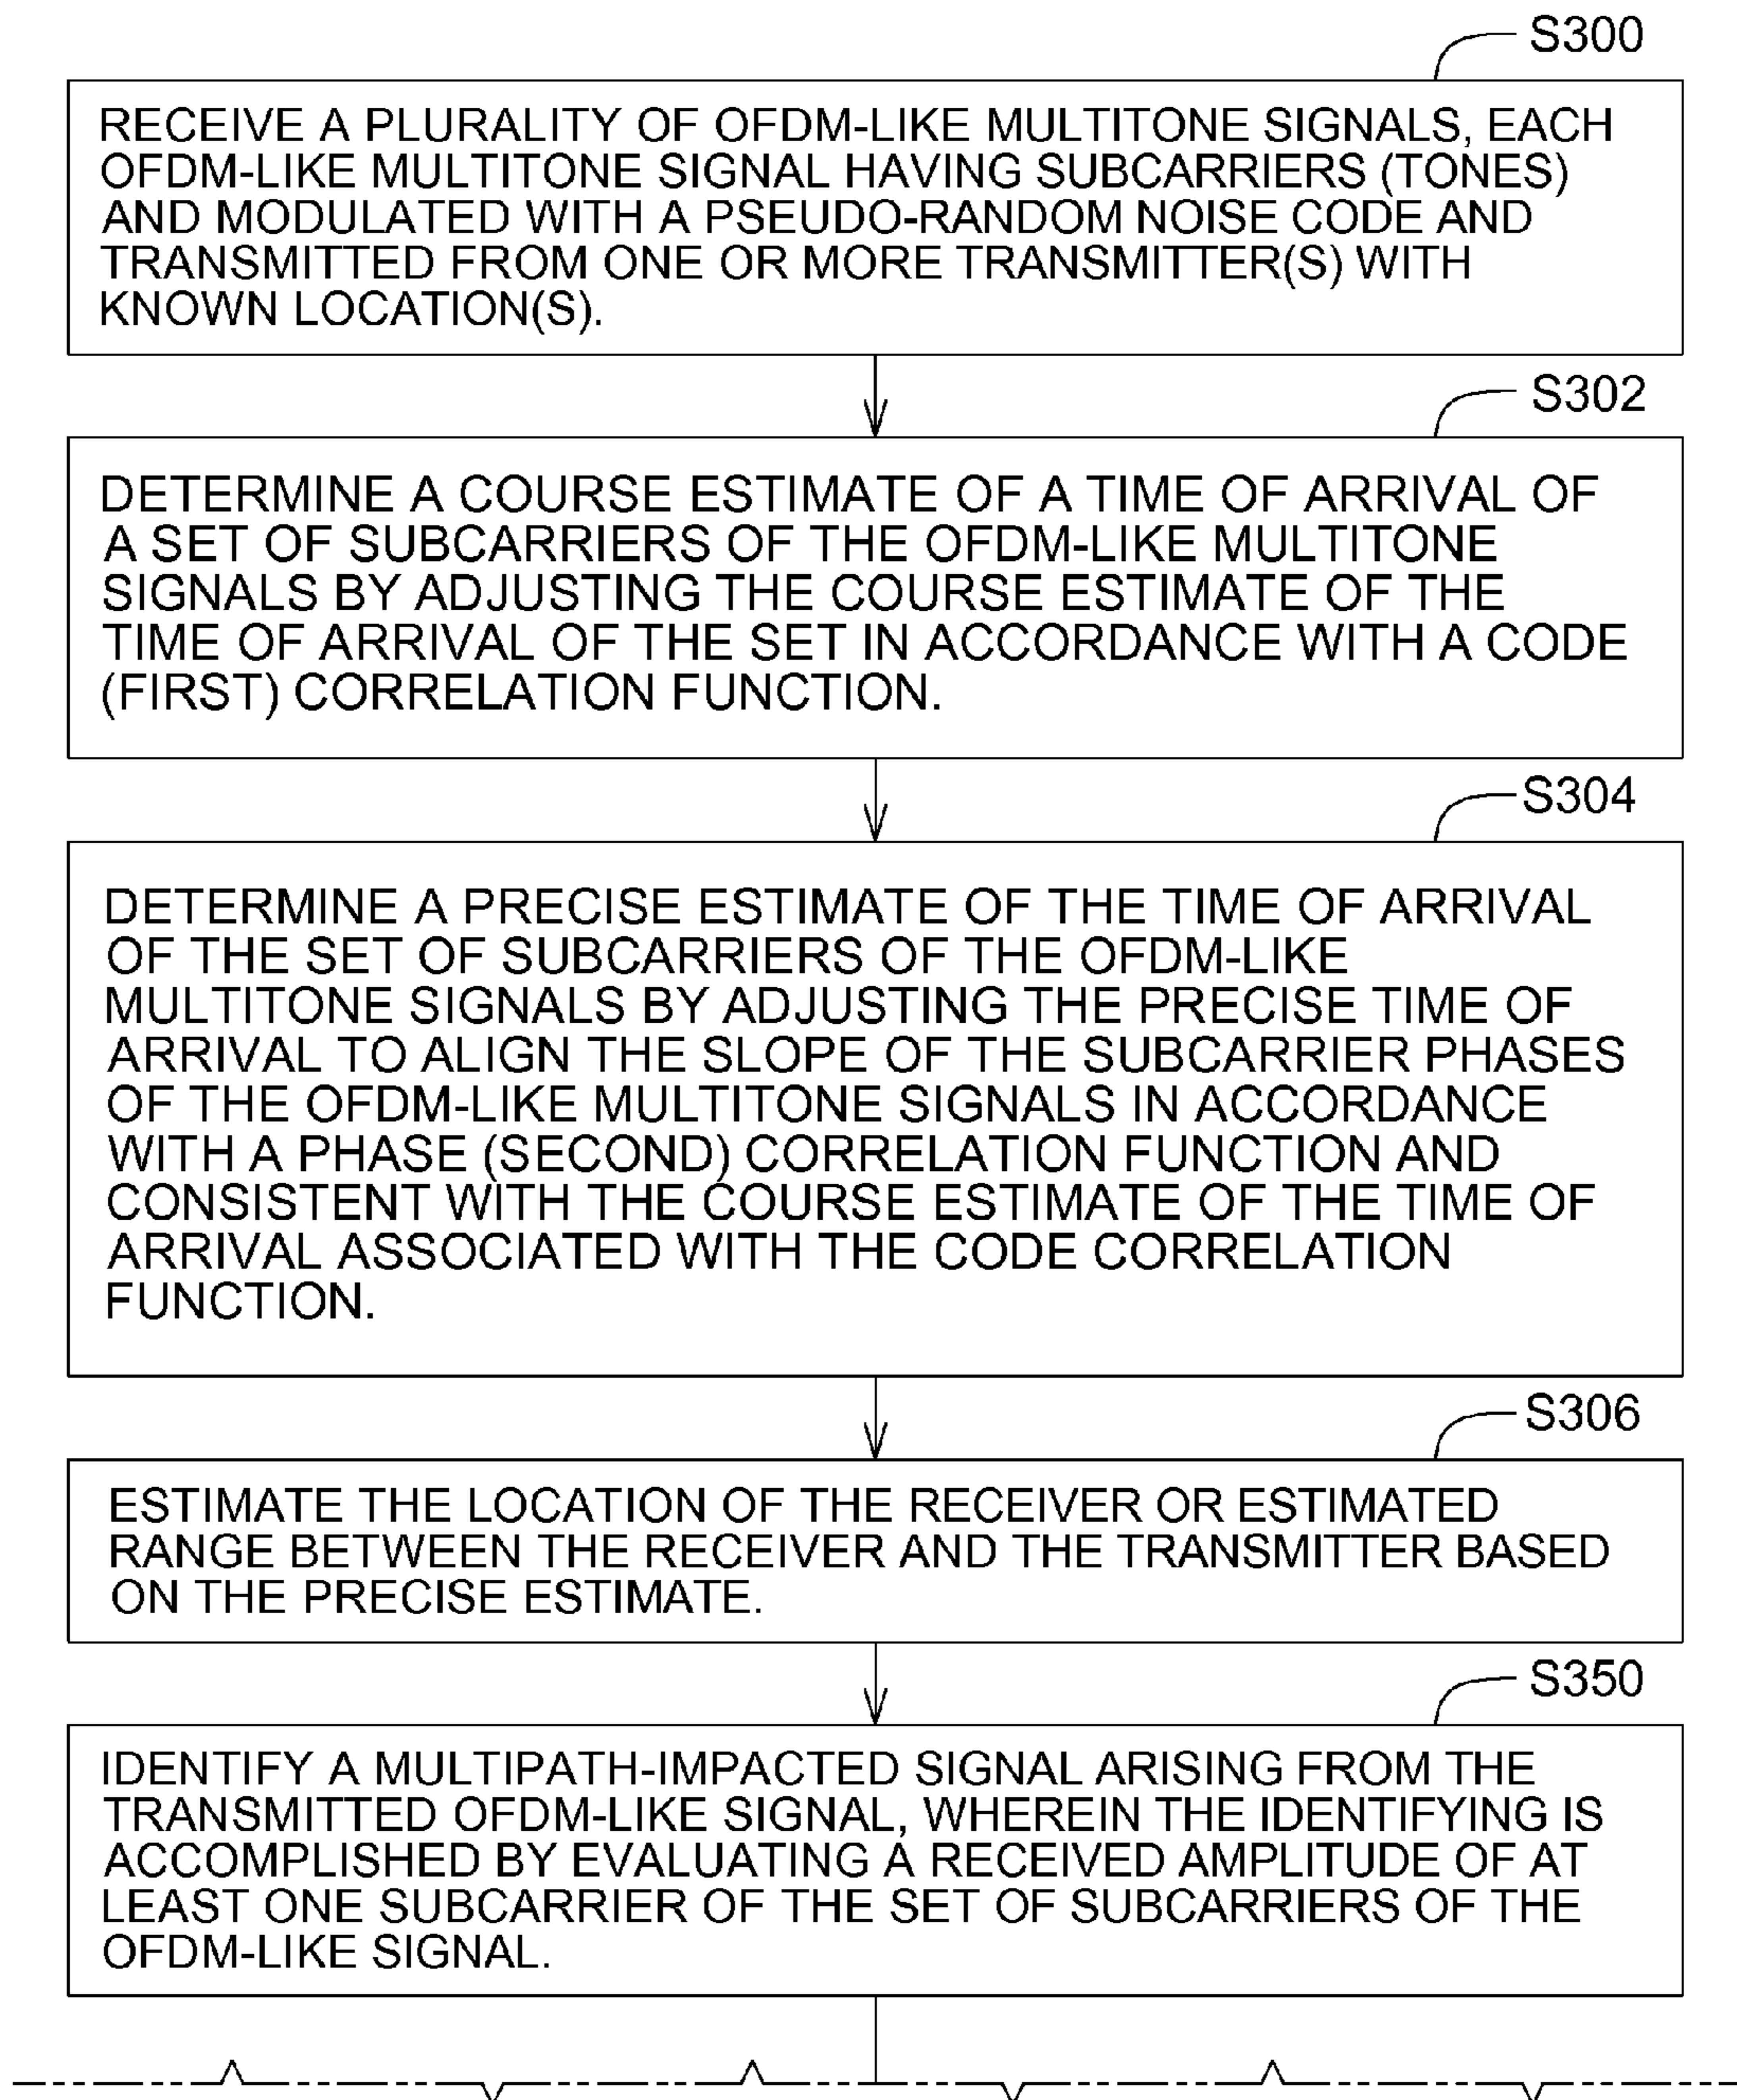 S300
RECEIVE A PLURALITY OF OFDM-LIKE MULTITONE SIGNALS, EACH
OFDM-LIKE MULTITONE SIGNAL HAVING SUBCARRIERS (TONES)
AND MODULATED WITH A PSEUDO-RANDOM NOISE CODE AND
TRANSMITTED FROM ONE OR MORE TRANSMITTER(S) WITH
KNOWN LOCATION(S).
S302
DETERMINE A COURSE ESTIMATE OF A TIME OF ARRIVAL OF
A SET OF SUBCARRIERS OF THE OFDM-LIKE MULTITONE
SIGNALS BY ADJUSTING THE COURSE ESTIMATE OF THE
TIME OF ARRIVAL OF THE SET IN ACCORDANCE WITH A CODE
(FIRST) CORRELATION FUNCTION.
S304
DETERMINE A PRECISE ESTIMATE OF THE TIME OF ARRIVAL
OF THE SET OF SUBCARRIERS OF THE OFDM-LIKE
MULTITONE SIGNALS BY ADJUSTING THE PRECISE TIME OF
ARRIVAL TO ALIGN THE SLOPE OF THE SUBCARRIER PHASES
OF THE OFDM-LIKE MULTITONE SIGNALS IN ACCORDANCE
WITH A PHASE (SECOND) CORRELATION FUNCTION AND
CONSISTENT WITH THE COURSE ESTIMATE OF THE TIME OF
ARRIVAL ASSOCIATED WITH THE CODE CORRELATION
FUNCTION.
S306
ESTIMATE THE LOCATION OF THE RECEIVER OR ESTIMATED
RANGE BETWEEN THE RECEIVER AND THE TRANSMITTER BASED
ON THE PRECISE ESTIMATE.
S350
IDENTIFY A MULTIPATH-IMPACTED SIGNAL ARISING FROM THE
TRANSMITTED OFDM-LIKE SIGNAL, WHEREIN THE IDENTIFYING IS
ACCOMPLISHED BY EVALUATING A RECEIVED AMPLITUDE OF AT
LEAST ONE SUBCARRIER OF THE SET OF SUBCARRIERS OF THE
OFDM-LIKE SIGNAL.